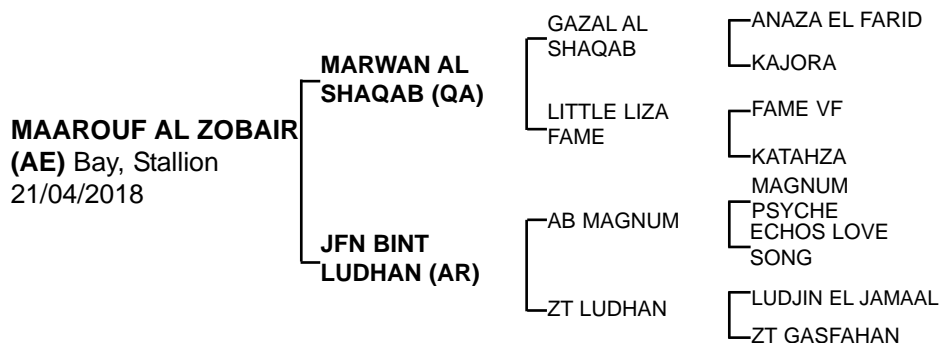 MAAROUF AL ZOBAIR
(AE) Bay, Stallion
21/04/2018
MARWAN AL
SHAQAB (QA)
JFN BINT
LUDHAN (AR)
GAZAL AL
SHAQAB
LITTLE LIZA
FAME
AB MAGNUM
ZT LUDHAN
ANAZA EL FARID
KAJORA
FAME VF
KATAHZA
MAGNUM
PSYCHE
ECHOS LOVE
SONG
LUDJIN EL JAMAAL
ZT GASFAHAN